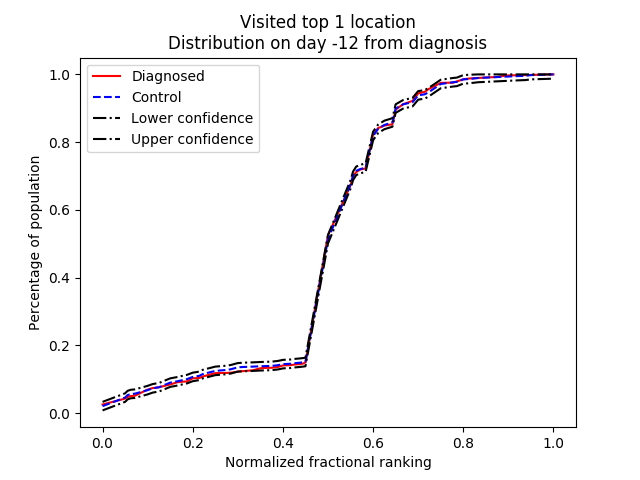 Visited top 1 location
Distribution on day -12 from diagnosis
Diagnosed
Control
Lower confidence
Upper confidence
1.0
0.8
0.6
0.4
0.2
0.0
Percentage of population
0.0 0.2 0.4 0.6 0.8 1.0
Normalized fractional ranking